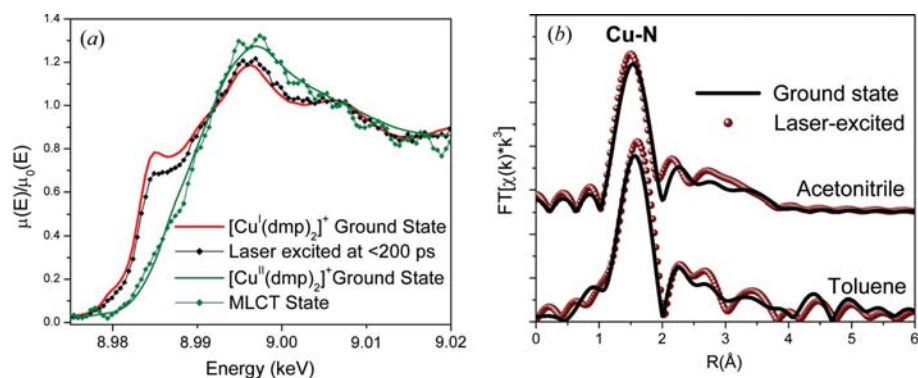 (a)
1.4
1.2
1.0
0.8
0.6
0.4
0.2
0.0
μ(E)/μ₀(E)
[Cuᴵ(dmp)₂]⁺ Ground State
Laser excited at <200 ps
[Cuᴵᴵ(dmp)₂]⁺Ground State
MLCT State
8.98 8.99 9.00 9.01 9.02
Energy (keV)
(b)
Cu-N
Ground state
Laser-excited
Acetonitrile
Toluene
FT[χ(k)*k³]
0 1 2 3 4 5 6
R(Å)